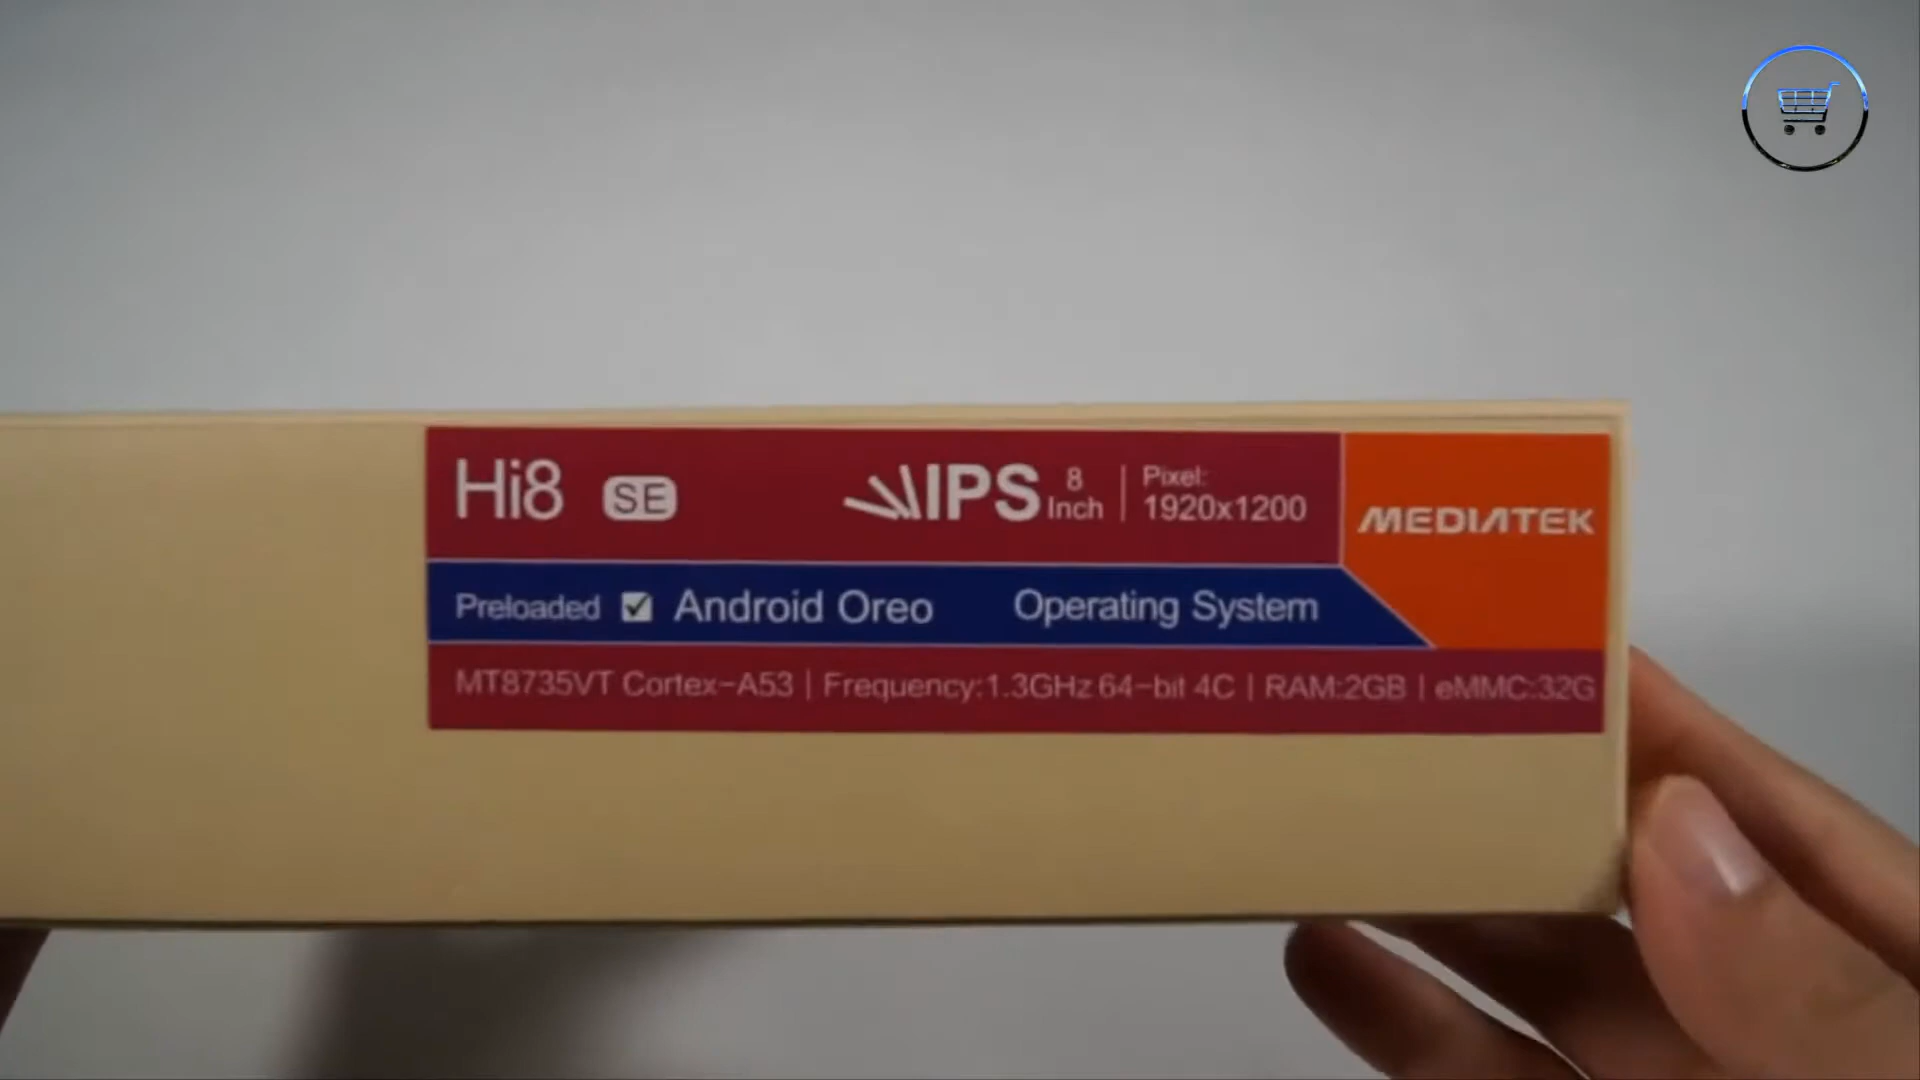 Hi8 SE
IPS 8 Inch | Pixel: 1920x1200
MEDIATEK
Preloaded ☑ Android Oreo Operating System
MT8735VT Cortex-A53 | Frequency:1.3GHz 64-bit 4C | RAM:2GB | eMMC:32G